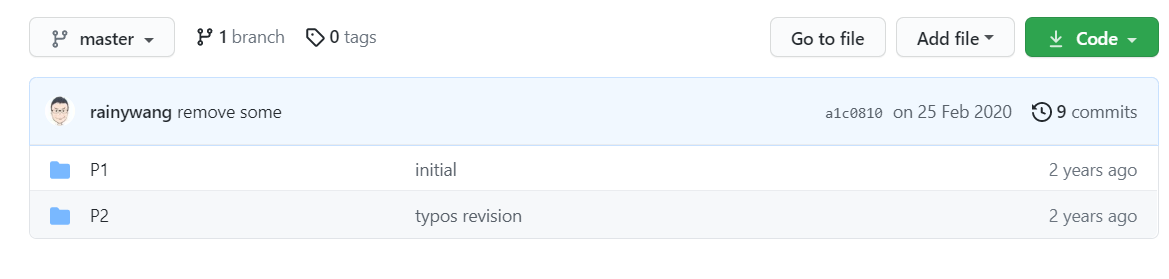 master 1 branch 0 tags Go to file Add file Code
rainywang remove some a1c0810 on 25 Feb 2020 9 commits
P1 initial 2 years ago
P2 typos revision 2 years ago